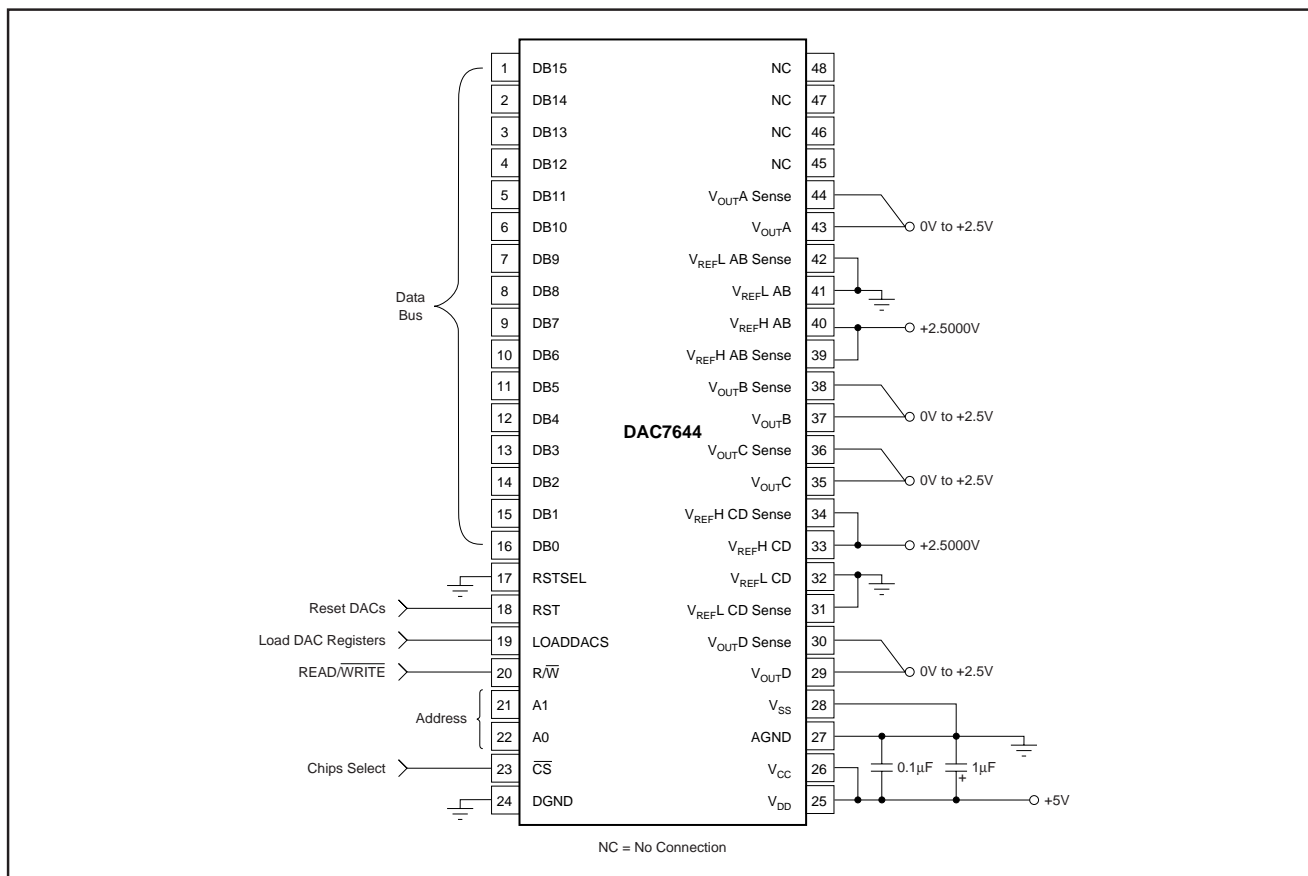 1 DB15 NC 48
2 DB14 NC 47
3 DB13 NC 46
4 DB12 NC 45
5 DB11 VOUTA Sense 44
6 DB10 VOUTA 43 0V to +2.5V
7 DB9 VREFL AB Sense 42
8 DB8 VREFL AB 41
Data
Bus
9 DB7 VREFH AB 40 +2.5000V
10 DB6 VREFH AB Sense 39
11 DB5 VOUTB Sense 38
12 DB4 VOUTB 37 0V to +2.5V
DAC7644
13 DB3 VOUTC Sense 36
14 DB2 VOUTC 35 0V to +2.5V
15 DB1 VREFH CD Sense 34
16 DB0 VREFH CD 33 +2.5000V
17 RSTSEL VREFL CD 32
Reset DACs 18 RST VREFL CD Sense 31
Load DAC Registers 19 LOADDACS VOUTD Sense 30
READ/WRITE 20 R/W VOUTD 29 0V to +2.5V
21 A1 VSS 28
Address
22 A0 AGND 27
Chips Select 23 CS VCC 26 0.1µF 1µF +
24 DGND VDD 25 +5V
NC = No Connection